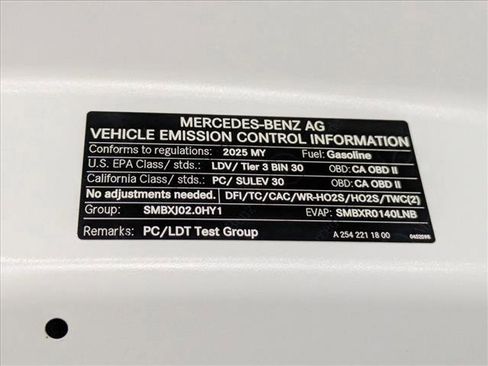 MERCEDES-BENZ AG
VEHICLE EMISSION CONTROL INFORMATION
Conforms to regulations: 2025 MY Fuel: Gasoline
U.S. EPA Class/ stds.: LDV/ Tier 3 BIN 30 OBD: CA OBD II
California Class/ stds.: PC/ SULEV 30 OBD: CA OBD II
No adjustments needed. DFI/TC/CAC/WR-HO2S/HO2S/TWC(2)
Group: SMBXJ02.0HY1 EVAP: SMBXR0140LNB
Remarks: PC/LDT Test Group A 254 221 18 00